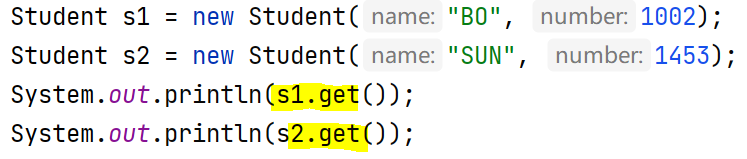 Student s1 = new Student( name: "BO", number: 1002);
Student s2 = new Student( name: "SUN", number: 1453);
System.out.println(s1.get());
System.out.println(s2.get());